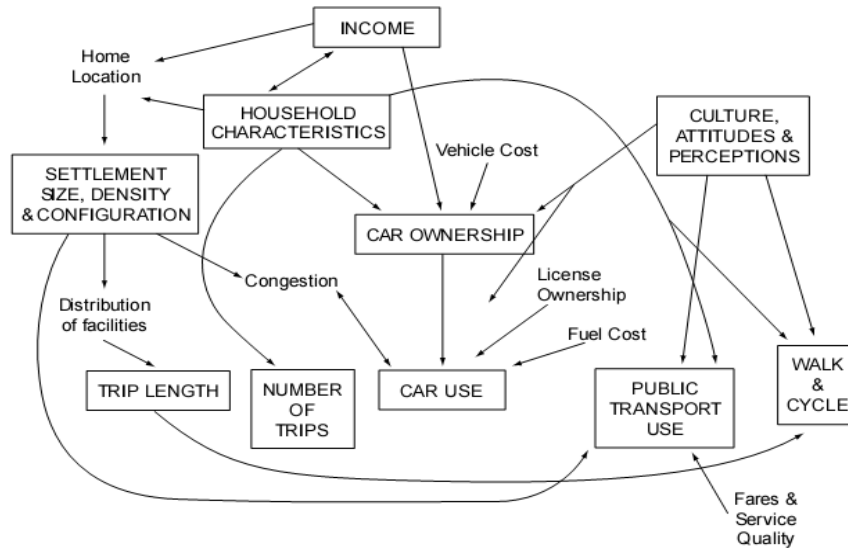 INCOME
Home
Location
HOUSEHOLD
CHARACTERISTICS
CULTURE,
ATTITUDES &
PERCEPTIONS
Vehicle Cost
SETTLEMENT
SIZE, DENSITY
& CONFIGURATION
CAR OWNERSHIP
Congestion
License
Ownership
Distribution
of facilities
Fuel Cost
TRIP LENGTH
NUMBER
OF
TRIPS
CAR USE
PUBLIC
TRANSPORT
USE
WALK
&
CYCLE
Fares &
Service
Quality